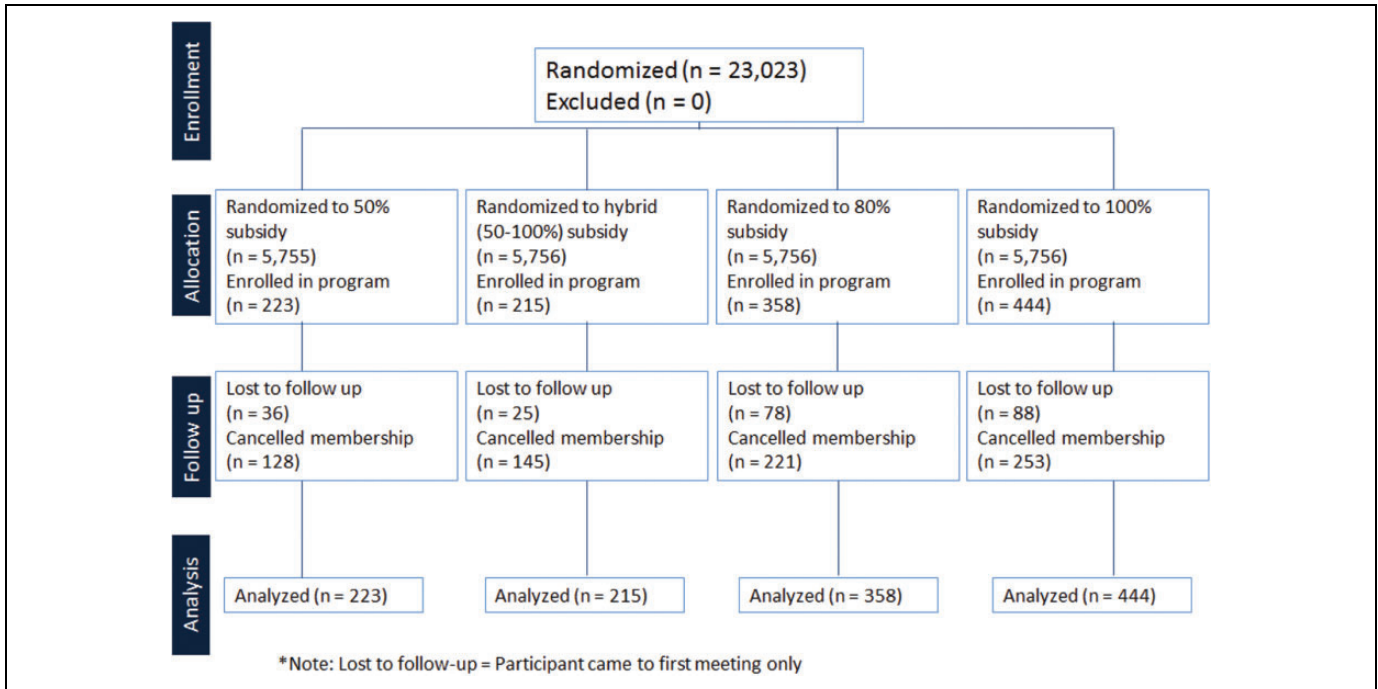 Enrollment
Randomized (n = 23,023)
Excluded (n = 0)
Allocation
Randomized to 50%
subsidy
(n = 5,755)
Enrolled in program
(n = 223)
Randomized to hybrid
(50-100%) subsidy
(n = 5,756)
Enrolled in program
(n = 215)
Randomized to 80%
subsidy
(n = 5,756)
Enrolled in program
(n = 358)
Randomized to 100%
subsidy
(n = 5,756)
Enrolled in program
(n = 444)
Follow up
Lost to follow up
(n = 36)
Cancelled membership
(n = 128)
Lost to follow up
(n = 25)
Cancelled membership
(n = 145)
Lost to follow up
(n = 78)
Cancelled membership
(n = 221)
Lost to follow up
(n = 88)
Cancelled membership
(n = 253)
Analysis
Analyzed (n = 223)
Analyzed (n = 215)
Analyzed (n = 358)
Analyzed (n = 444)
*Note: Lost to follow-up = Participant came to first meeting only